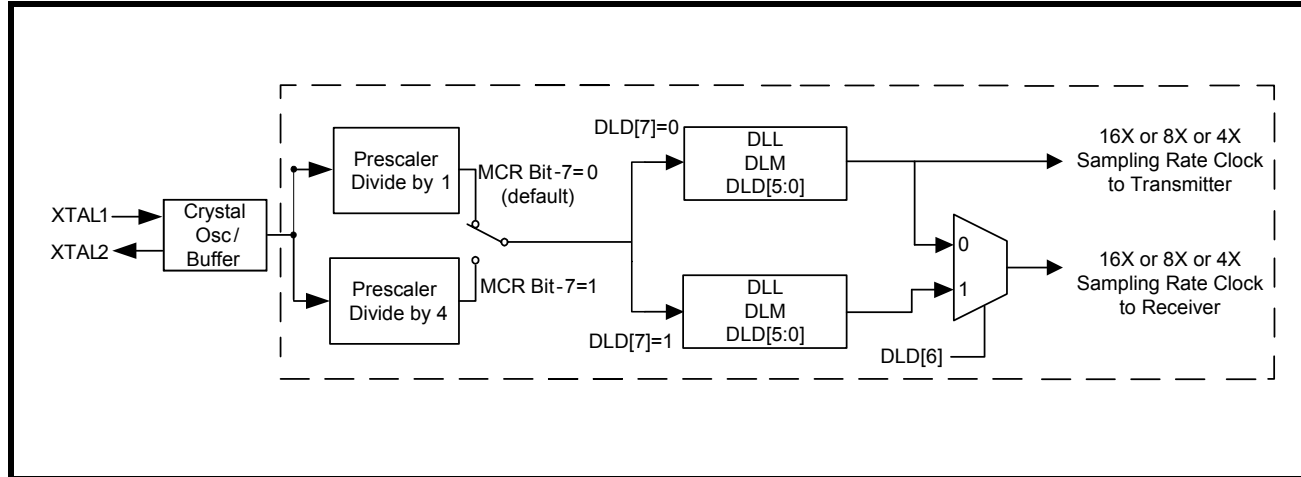 XTAL1
XTAL2
Crystal
Osc/
Buffer
Prescaler
Divide by 1
Prescaler
Divide by 4
MCR Bit-7=0
(default)
MCR Bit-7=1
DLD[7]=0
DLL
DLM
DLD[5:0]
DLD[7]=1
DLL
DLM
DLD[5:0]
0
1
DLD[6]
16X or 8X or 4X
Sampling Rate Clock
to Transmitter
16X or 8X or 4X
Sampling Rate Clock
to Receiver